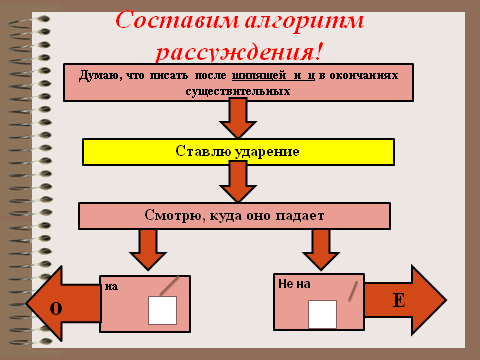 Составим алгоритм
рассуждения!
Думаю, что писать после шипящей и ц в окончаниях
существительных
Ставлю ударение
Смотрю, куда оно падает
на
Не на
О
Е